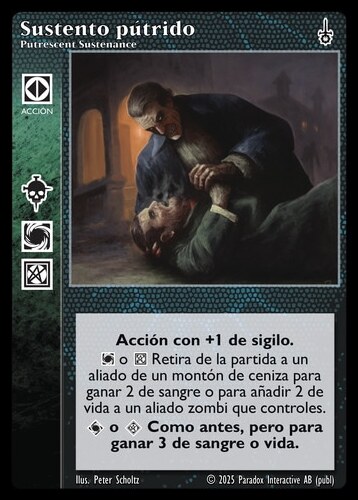 Sustento pútrido
Putrescent Sustenance
ACCIÓN
Acción con +1 de sigilo.
o Retira de la partida a un
aliado de un montón de ceniza para
ganar 2 de sangre o para añadir 2 de
vida a un aliado zombi que controles.
o Como antes, pero para
ganar 3 de sangre o vida.
Ilus. Peter Scholtz
© 2025 Paradox Interactive AB (publ)